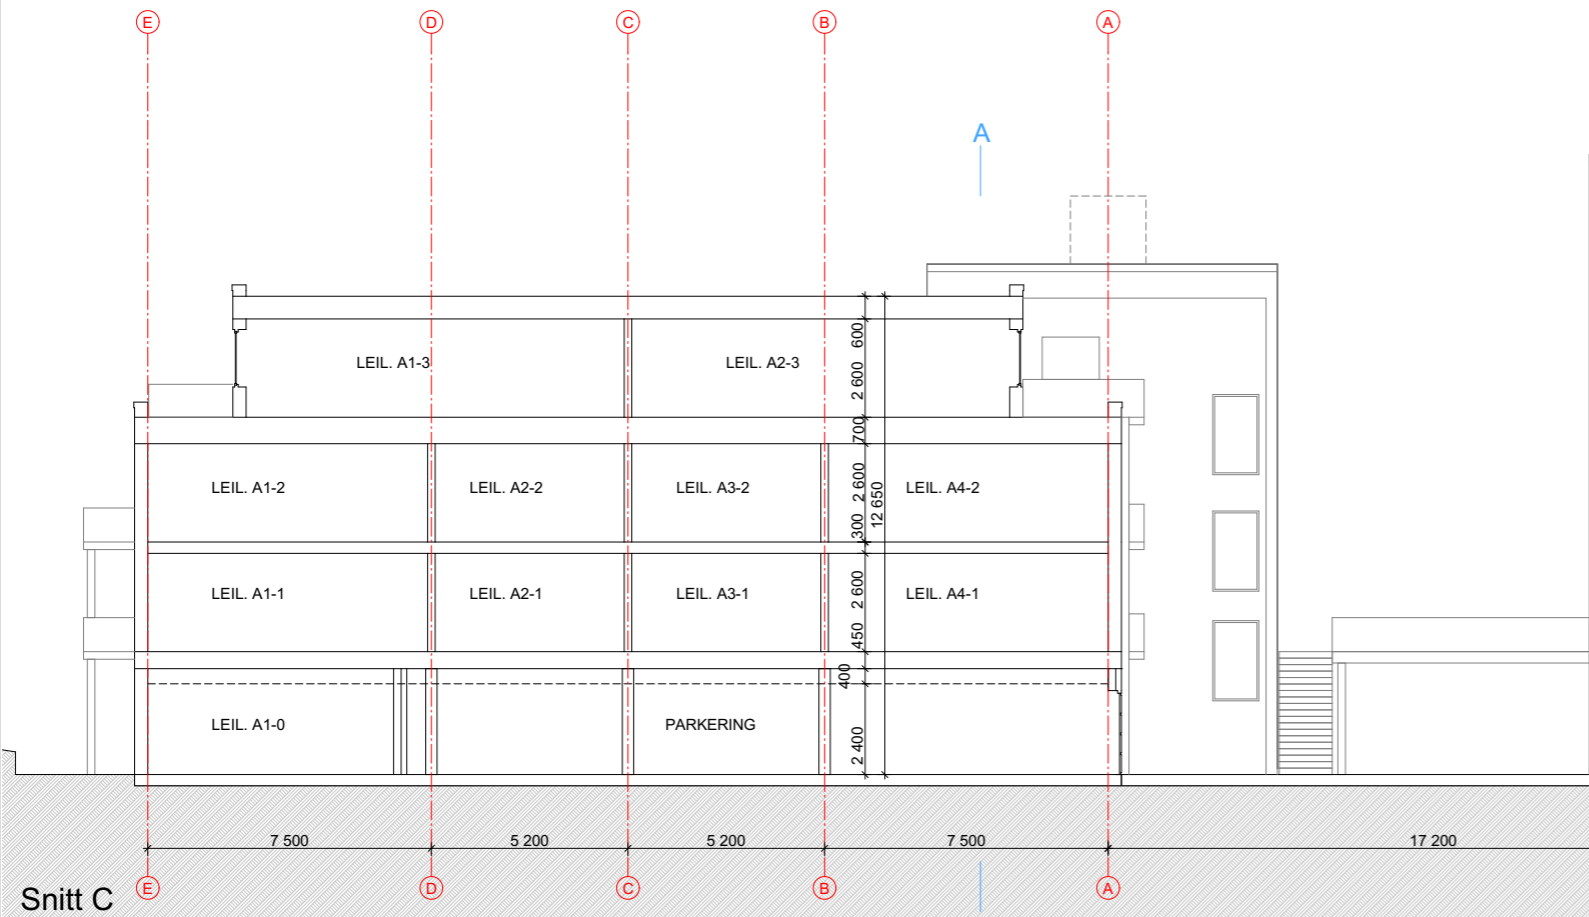 E D C B A
A
600
LEIL. A1-3 LEIL. A2-3
2 600
700
LEIL. A1-2 LEIL. A2-2 LEIL. A3-2 LEIL. A4-2
2 600
12 650
300
LEIL. A1-1 LEIL. A2-1 LEIL. A3-1 LEIL. A4-1
2 600
450
400
LEIL. A1-0 PARKERING
2 400
7 500 5 200 5 200 7 500 17 200
E D C B A
Snitt C